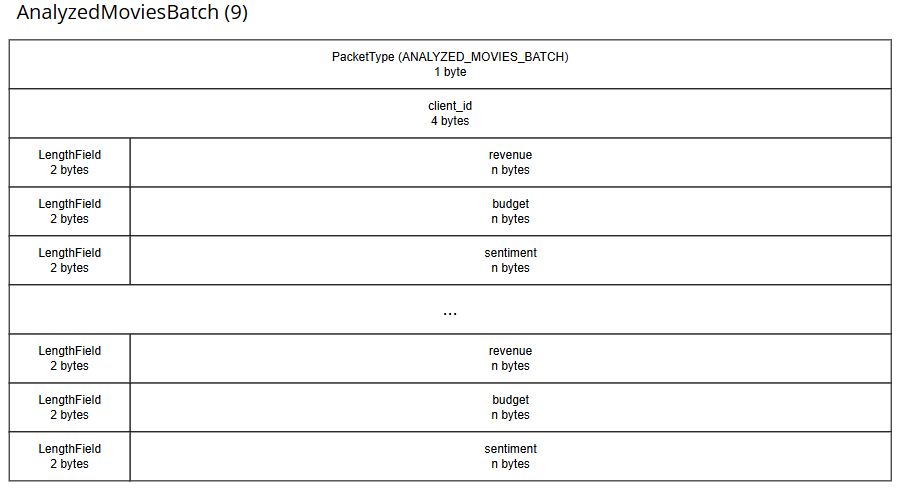 AnalyzedMoviesBatch (9)
PacketType (ANALYZED_MOVIES_BATCH)
1 byte
client_id
4 bytes
LengthField
2 bytes
revenue
n bytes
LengthField
2 bytes
budget
n bytes
LengthField
2 bytes
sentiment
n bytes
...
LengthField
2 bytes
revenue
n bytes
LengthField
2 bytes
budget
n bytes
LengthField
2 bytes
sentiment
n bytes